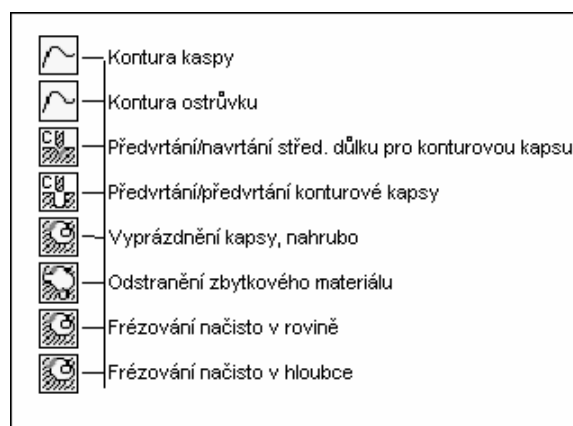 Kontura kaspy
Kontura ostrůvku
Předvrtání/navrtání střed. důlku pro konturovou kapsu
Předvrtání/předvrtání konturové kapsy
Vyprázdnění kapsy, nahrubo
Odstranění zbytkového materiálu
Frézování načisto v rovině
Frézování načisto v hloubce